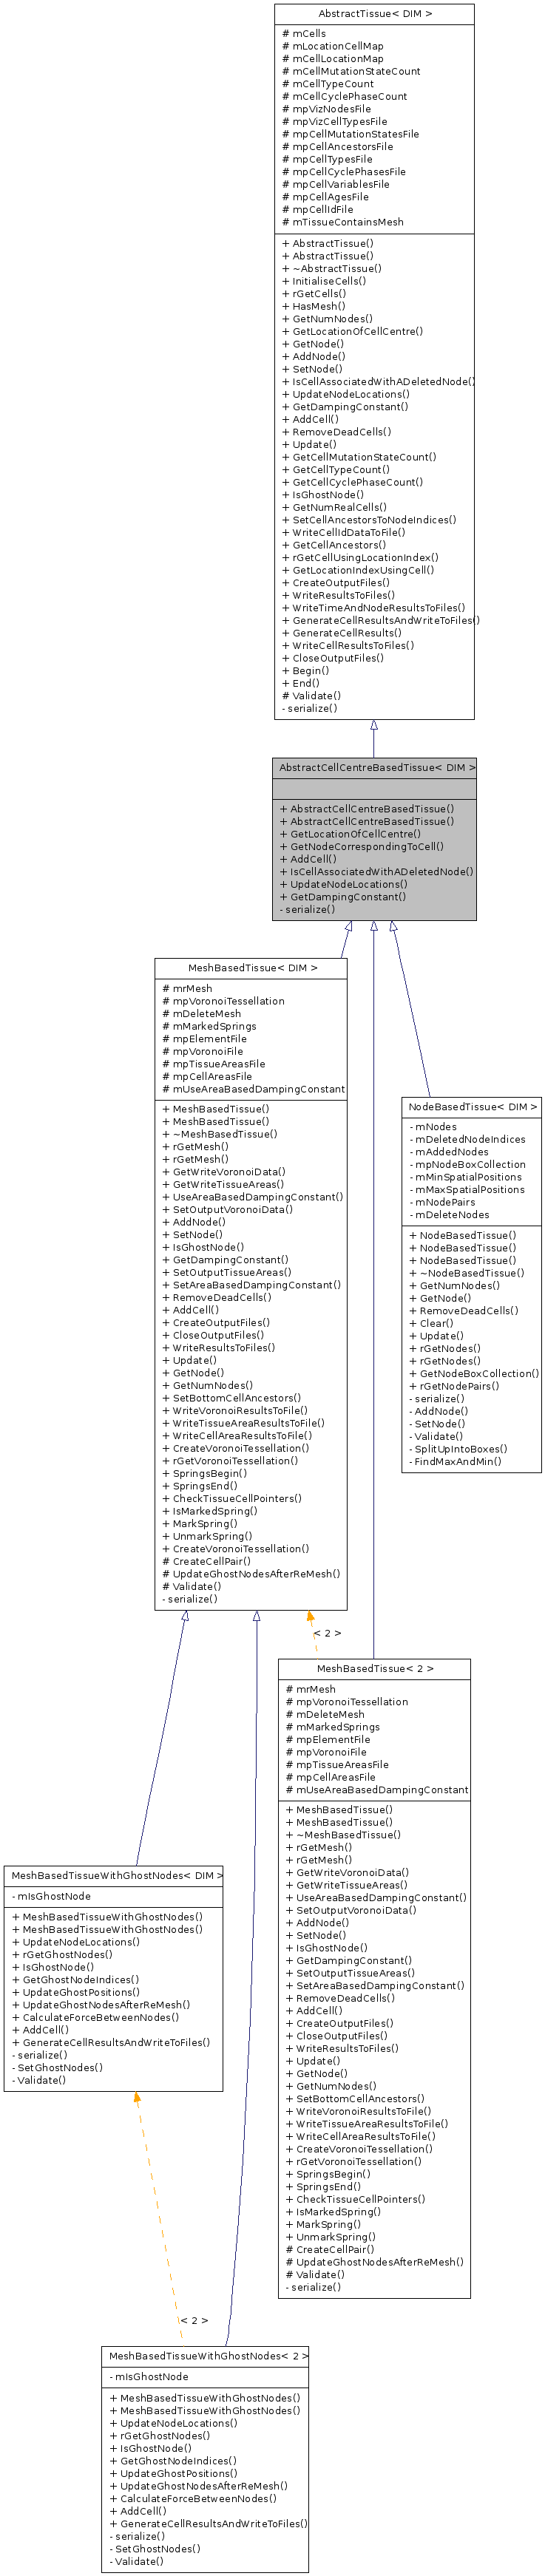 AbstractTissue< DIM >
# mCells
# mLocationCellMap
# mCellLocationMap
# mCellMutationStateCount
# mCellTypeCount
# mCellCyclePhaseCount
# mpVizNodesFile
# mpVizCellTypesFile
# mpCellMutationStatesFile
# mpCellAncestorsFile
# mpCellTypesFile
# mpCellCyclePhasesFile
# mpCellVariablesFile
# mpCellAgesFile
# mpCellIdFile
# mTissueContainsMesh
+ AbstractTissue()
+ AbstractTissue()
+ ~AbstractTissue()
+ InitialiseCells()
+ rGetCells()
+ HasMesh()
+ GetNumNodes()
+ GetLocationOfCellCentre()
+ GetNode()
+ AddNode()
+ SetNode()
+ IsCellAssociatedWithADeletedNode()
+ UpdateNodeLocations()
+ GetDampingConstant()
+ AddCell()
+ RemoveDeadCells()
+ Update()
+ GetCellMutationStateCount()
+ GetCellTypeCount()
+ GetCellCyclePhaseCount()
+ IsGhostNode()
+ GetNumRealCells()
+ SetCellAncestorsToNodeIndices()
+ WriteCellIdDataToFile()
+ GetCellAncestors()
+ rGetCellUsingLocationIndex()
+ GetLocationIndexUsingCell()
+ CreateOutputFiles()
+ WriteResultsToFiles()
+ WriteTimeAndNodeResultsToFiles()
+ GenerateCellResultsAndWriteToFiles()
+ GenerateCellResults()
+ WriteCellResultsToFiles()
+ CloseOutputFiles()
+ Begin()
+ End()
# Validate()
- serialize()
AbstractCellCentreBasedTissue< DIM >
+ AbstractCellCentreBasedTissue()
+ AbstractCellCentreBasedTissue()
+ GetLocationOfCellCentre()
+ GetNodeCorrespondingToCell()
+ AddCell()
+ IsCellAssociatedWithADeletedNode()
+ UpdateNodeLocations()
+ GetDampingConstant()
- serialize()
MeshBasedTissue< DIM >
# mrMesh
# mpVoronoiTessellation
# mDeleteMesh
# mMarkedSprings
# mpElementFile
# mpVoronoiFile
# mpTissueAreasFile
# mpCellAreasFile
# mUseAreaBasedDampingConstant
+ MeshBasedTissue()
+ MeshBasedTissue()
+ ~MeshBasedTissue()
+ rGetMesh()
+ rGetMesh()
+ GetWriteVoronoiData()
+ GetWriteTissueAreas()
+ UseAreaBasedDampingConstant()
+ SetOutputVoronoiData()
+ AddNode()
+ SetNode()
+ IsGhostNode()
+ GetDampingConstant()
+ SetOutputTissueAreas()
+ SetAreaBasedDampingConstant()
+ RemoveDeadCells()
+ AddCell()
+ CreateOutputFiles()
+ CloseOutputFiles()
+ WriteResultsToFiles()
+ Update()
+ GetNode()
+ GetNumNodes()
+ SetBottomCellAncestors()
+ WriteVoronoiResultsToFile()
+ WriteTissueAreaResultsToFile()
+ WriteCellAreaResultsToFile()
+ CreateVoronoiTessellation()
+ rGetVoronoiTessellation()
+ SpringsBegin()
+ SpringsEnd()
+ CheckTissueCellPointers()
+ IsMarkedSpring()
+ MarkSpring()
+ UnmarkSpring()
+ CreateVoronoiTessellation()
# CreateCellPair()
# UpdateGhostNodesAfterReMesh()
# Validate()
- serialize()
NodeBasedTissue< DIM >
- mNodes
- mDeletedNodeIndices
- mAddedNodes
- mpNodeBoxCollection
- mMinSpatialPositions
- mMaxSpatialPositions
- mNodePairs
- mDeleteNodes
+ NodeBasedTissue()
+ NodeBasedTissue()
+ NodeBasedTissue()
+ ~NodeBasedTissue()
+ GetNumNodes()
+ GetNode()
+ RemoveDeadCells()
+ Clear()
+ Update()
+ rGetNodes()
+ rGetNodes()
+ GetNodeBoxCollection()
+ rGetNodePairs()
- serialize()
- AddNode()
- SetNode()
- Validate()
- SplitUpIntoBoxes()
- FindMaxAndMin()
< 2 >
MeshBasedTissue< 2 >
# mrMesh
# mpVoronoiTessellation
# mDeleteMesh
# mMarkedSprings
# mpElementFile
# mpVoronoiFile
# mpTissueAreasFile
# mpCellAreasFile
# mUseAreaBasedDampingConstant
+ MeshBasedTissue()
+ MeshBasedTissue()
+ ~MeshBasedTissue()
+ rGetMesh()
+ rGetMesh()
+ GetWriteVoronoiData()
+ GetWriteTissueAreas()
+ UseAreaBasedDampingConstant()
+ SetOutputVoronoiData()
+ AddNode()
+ SetNode()
+ IsGhostNode()
+ GetDampingConstant()
+ SetOutputTissueAreas()
+ SetAreaBasedDampingConstant()
+ RemoveDeadCells()
+ AddCell()
+ CreateOutputFiles()
+ CloseOutputFiles()
+ WriteResultsToFiles()
+ Update()
+ GetNode()
+ GetNumNodes()
+ SetBottomCellAncestors()
+ WriteVoronoiResultsToFile()
+ WriteTissueAreaResultsToFile()
+ WriteCellAreaResultsToFile()
+ CreateVoronoiTessellation()
+ rGetVoronoiTessellation()
+ SpringsBegin()
+ SpringsEnd()
+ CheckTissueCellPointers()
+ IsMarkedSpring()
+ MarkSpring()
+ UnmarkSpring()
# CreateCellPair()
# UpdateGhostNodesAfterReMesh()
# Validate()
- serialize()
MeshBasedTissueWithGhostNodes< DIM >
- mIsGhostNode
+ MeshBasedTissueWithGhostNodes()
+ MeshBasedTissueWithGhostNodes()
+ UpdateNodeLocations()
+ rGetGhostNodes()
+ IsGhostNode()
+ GetGhostNodeIndices()
+ UpdateGhostPositions()
+ UpdateGhostNodesAfterReMesh()
+ CalculateForceBetweenNodes()
+ AddCell()
+ GenerateCellResultsAndWriteToFiles()
- serialize()
- SetGhostNodes()
- Validate()
< 2 >
MeshBasedTissueWithGhostNodes< 2 >
- mIsGhostNode
+ MeshBasedTissueWithGhostNodes()
+ MeshBasedTissueWithGhostNodes()
+ UpdateNodeLocations()
+ rGetGhostNodes()
+ IsGhostNode()
+ GetGhostNodeIndices()
+ UpdateGhostPositions()
+ UpdateGhostNodesAfterReMesh()
+ CalculateForceBetweenNodes()
+ AddCell()
+ GenerateCellResultsAndWriteToFiles()
- serialize()
- SetGhostNodes()
- Validate()